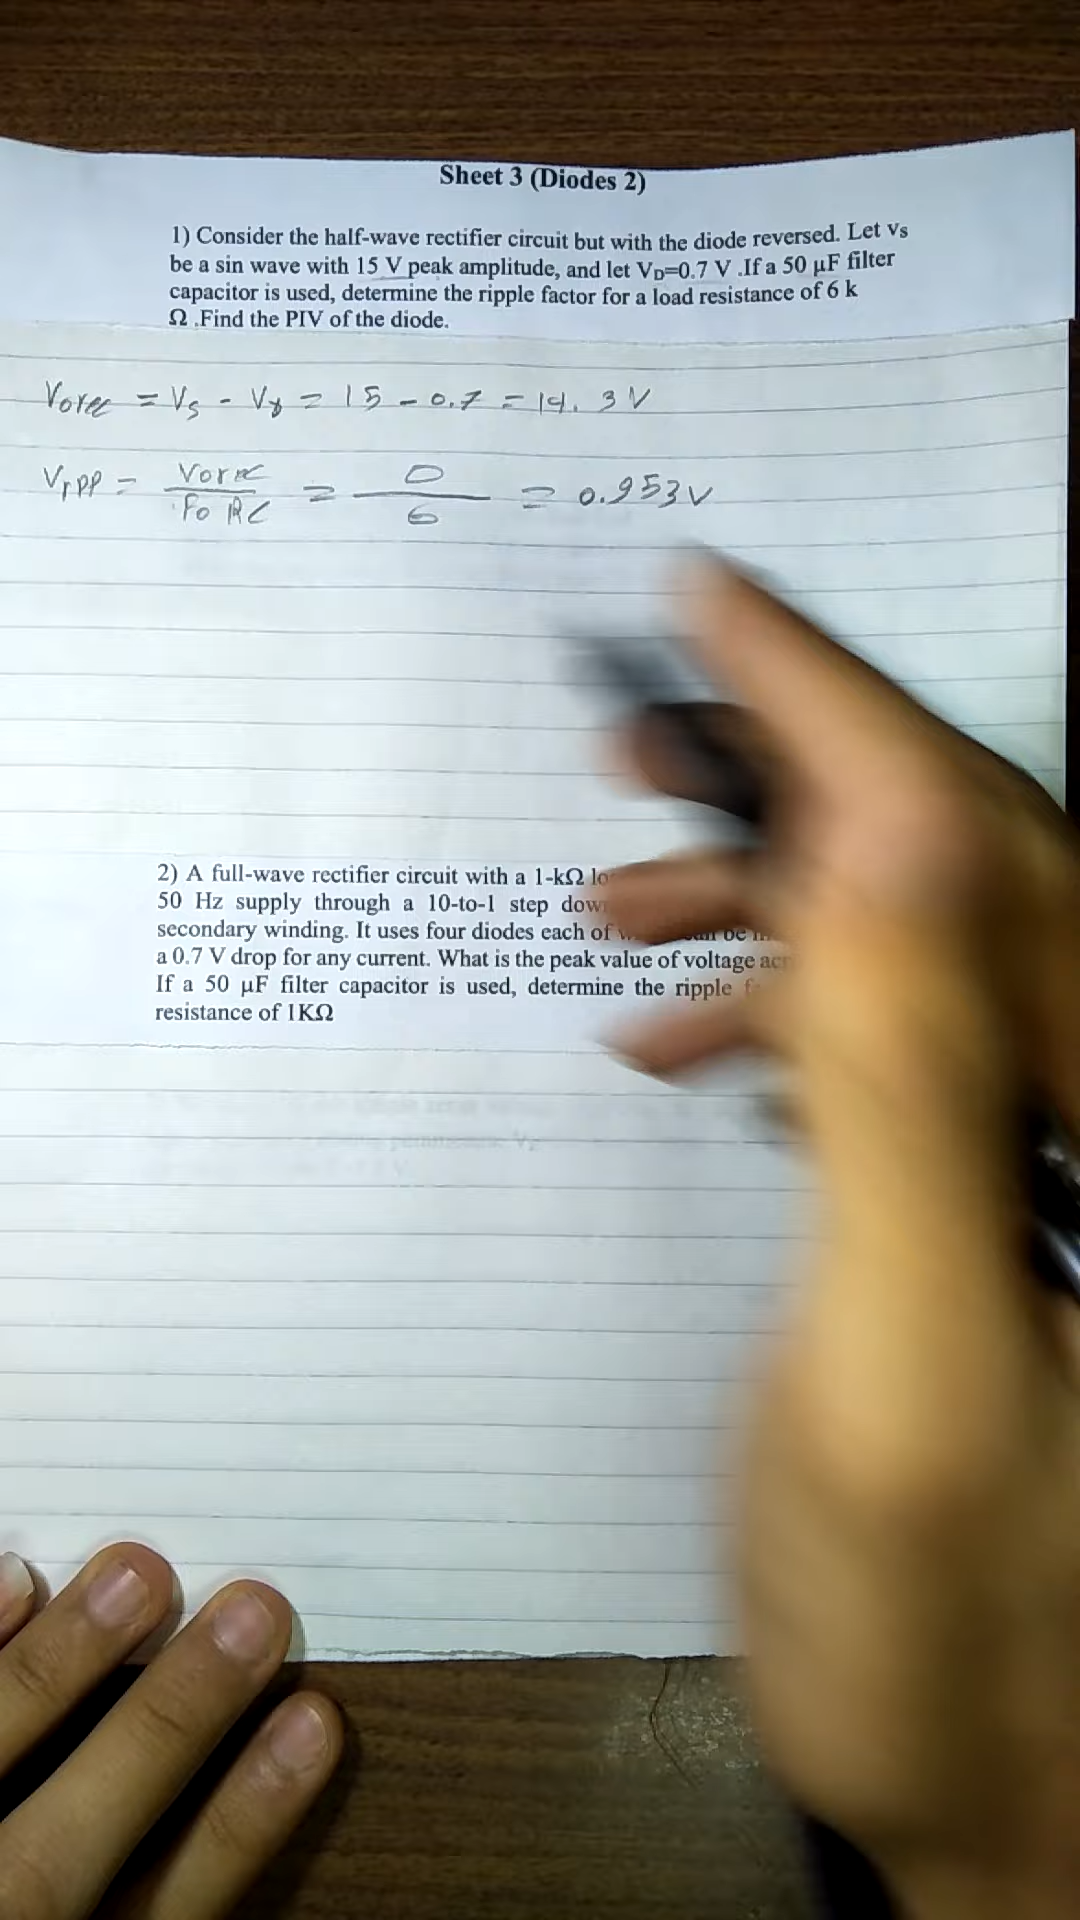 Sheet 3 (Diodes 2)
1) Consider the half-wave rectifier circuit but with the diode reversed. Let vs
be a sin wave with 15 V peak amplitude, and let VD=0.7 V .If a 50 μF filter
capacitor is used, determine the ripple factor for a load resistance of 6 k
Ω .Find the PIV of the diode.
Vorec = Vs - Vγ = 15 - 0.7 = 14.3 V
Vrpp = Vorec / Fo RC = 0 / 6 = 0.953 V
2) A full-wave rectifier circuit with a 1-kΩ
50 Hz supply through a 10-to-1 step
secondary winding. It uses four diodes each of be
a 0.7 V drop for any current. What is the peak value of voltage
If a 50 μF filter capacitor is used, determine the ripple
resistance of 1KΩ